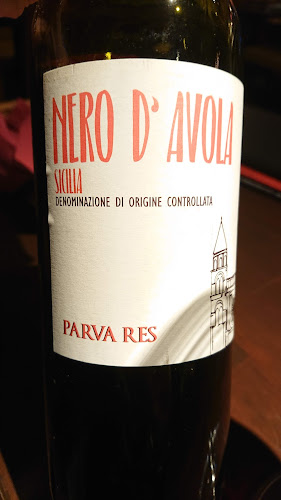 NERO D'AVOLA
SICILIA
DENOMINAZIONE DI ORIGINE CONTROLLATA
PARVA RES